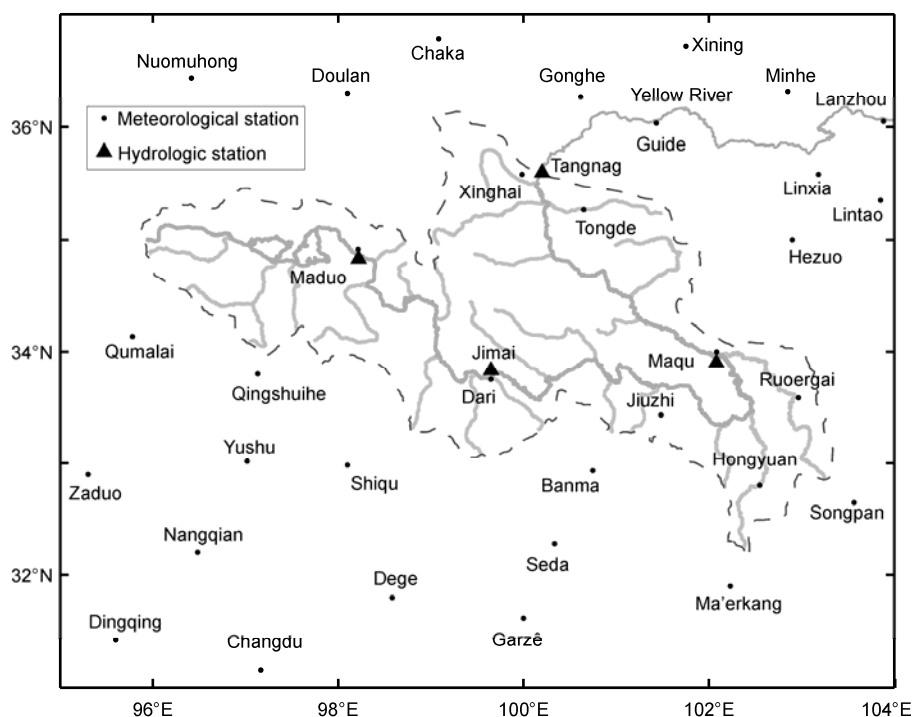 Chaka
Xining
Nuomuhong
Doulan
Gonghe
Minhe
Yellow River
Lanzhou
36°N
Meteorological station
Hydrologic station
Guide
Tangnag
Xinghai
Linxia
Lintao
Tongde
Hezuo
Maduo
34°N
Qumalai
Jimai
Maqu
Ruoergai
Qingshuihe
Dari
Jiuzhi
Yushu
Hongyuan
Zaduo
Shiqu
Banma
Songpan
Nangqian
Seda
32°N
Dege
Ma'erkang
Dingqing
Changdu
Garzê
96°E
98°E
100°E
102°E
104°E